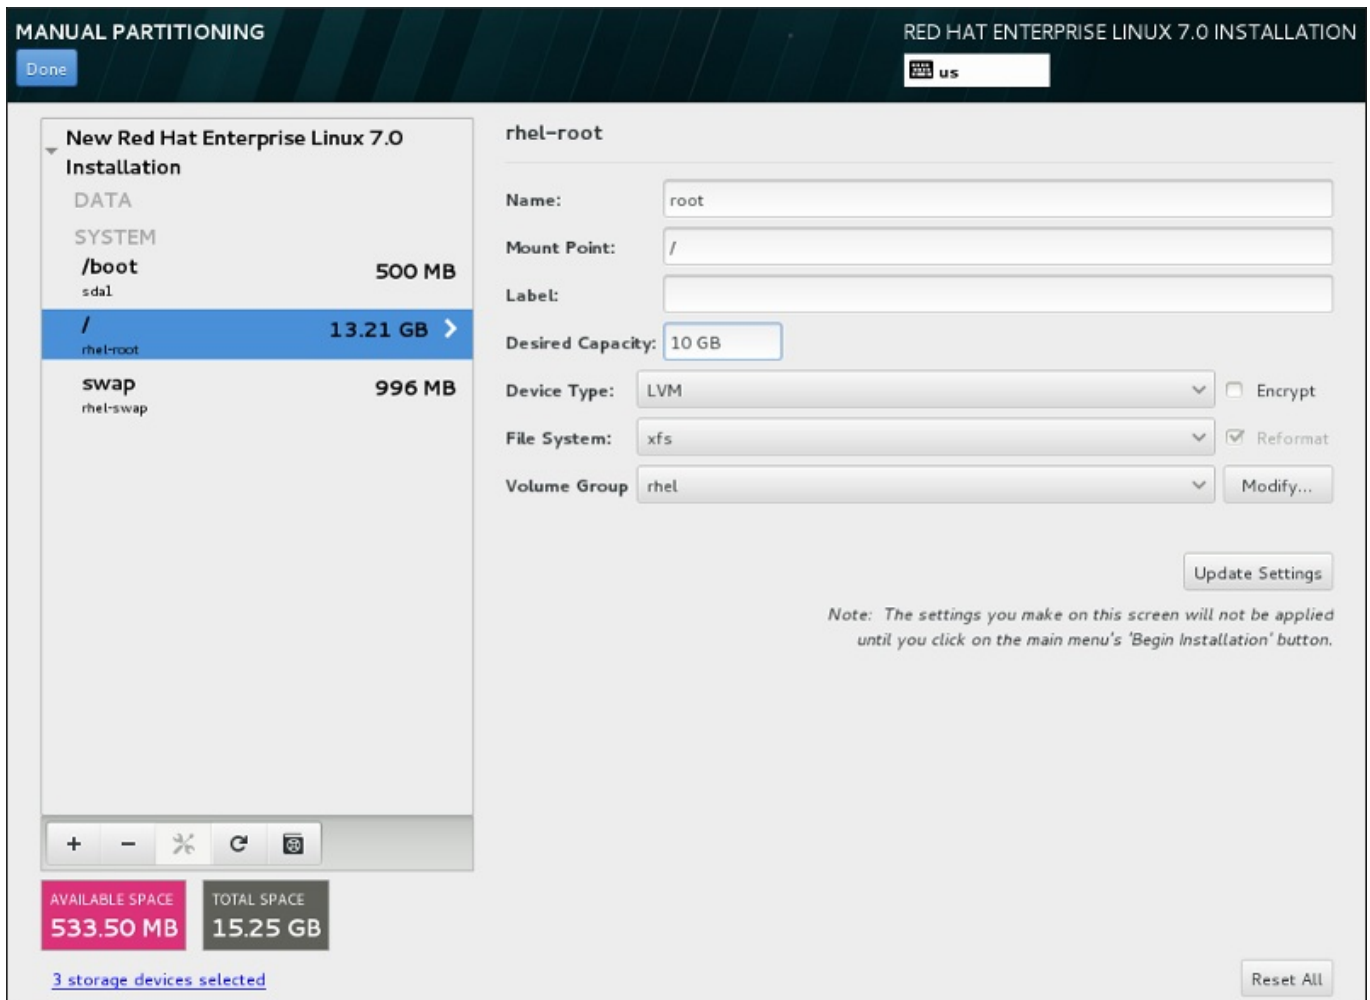 MANUAL PARTITIONING
RED HAT ENTERPRISE LINUX 7.0 INSTALLATION
Done
us
New Red Hat Enterprise Linux 7.0
Installation
DATA
SYSTEM
/boot 500 MB
sda1
/ 13.21 GB
rhel-root
swap 996 MB
rhel-swap
+ −
AVAILABLE SPACE
533.50 MB
TOTAL SPACE
15.25 GB
3 storage devices selected
rhel-root
Name: root
Mount Point: /
Label:
Desired Capacity: 10 GB
Device Type: LVM Encrypt
File System: xfs Reformat
Volume Group rhel Modify...
Update Settings
Note: The settings you make on this screen will not be applied
until you click on the main menu's 'Begin Installation' button.
Reset All